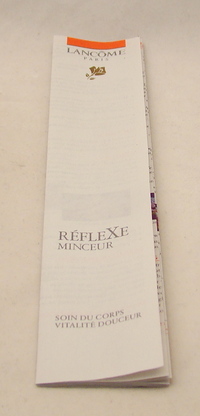 LANCÔME
PARIS
RÉFLEXE
MINCEUR
SOIN DU CORPS
VITALITÉ DOUCEUR